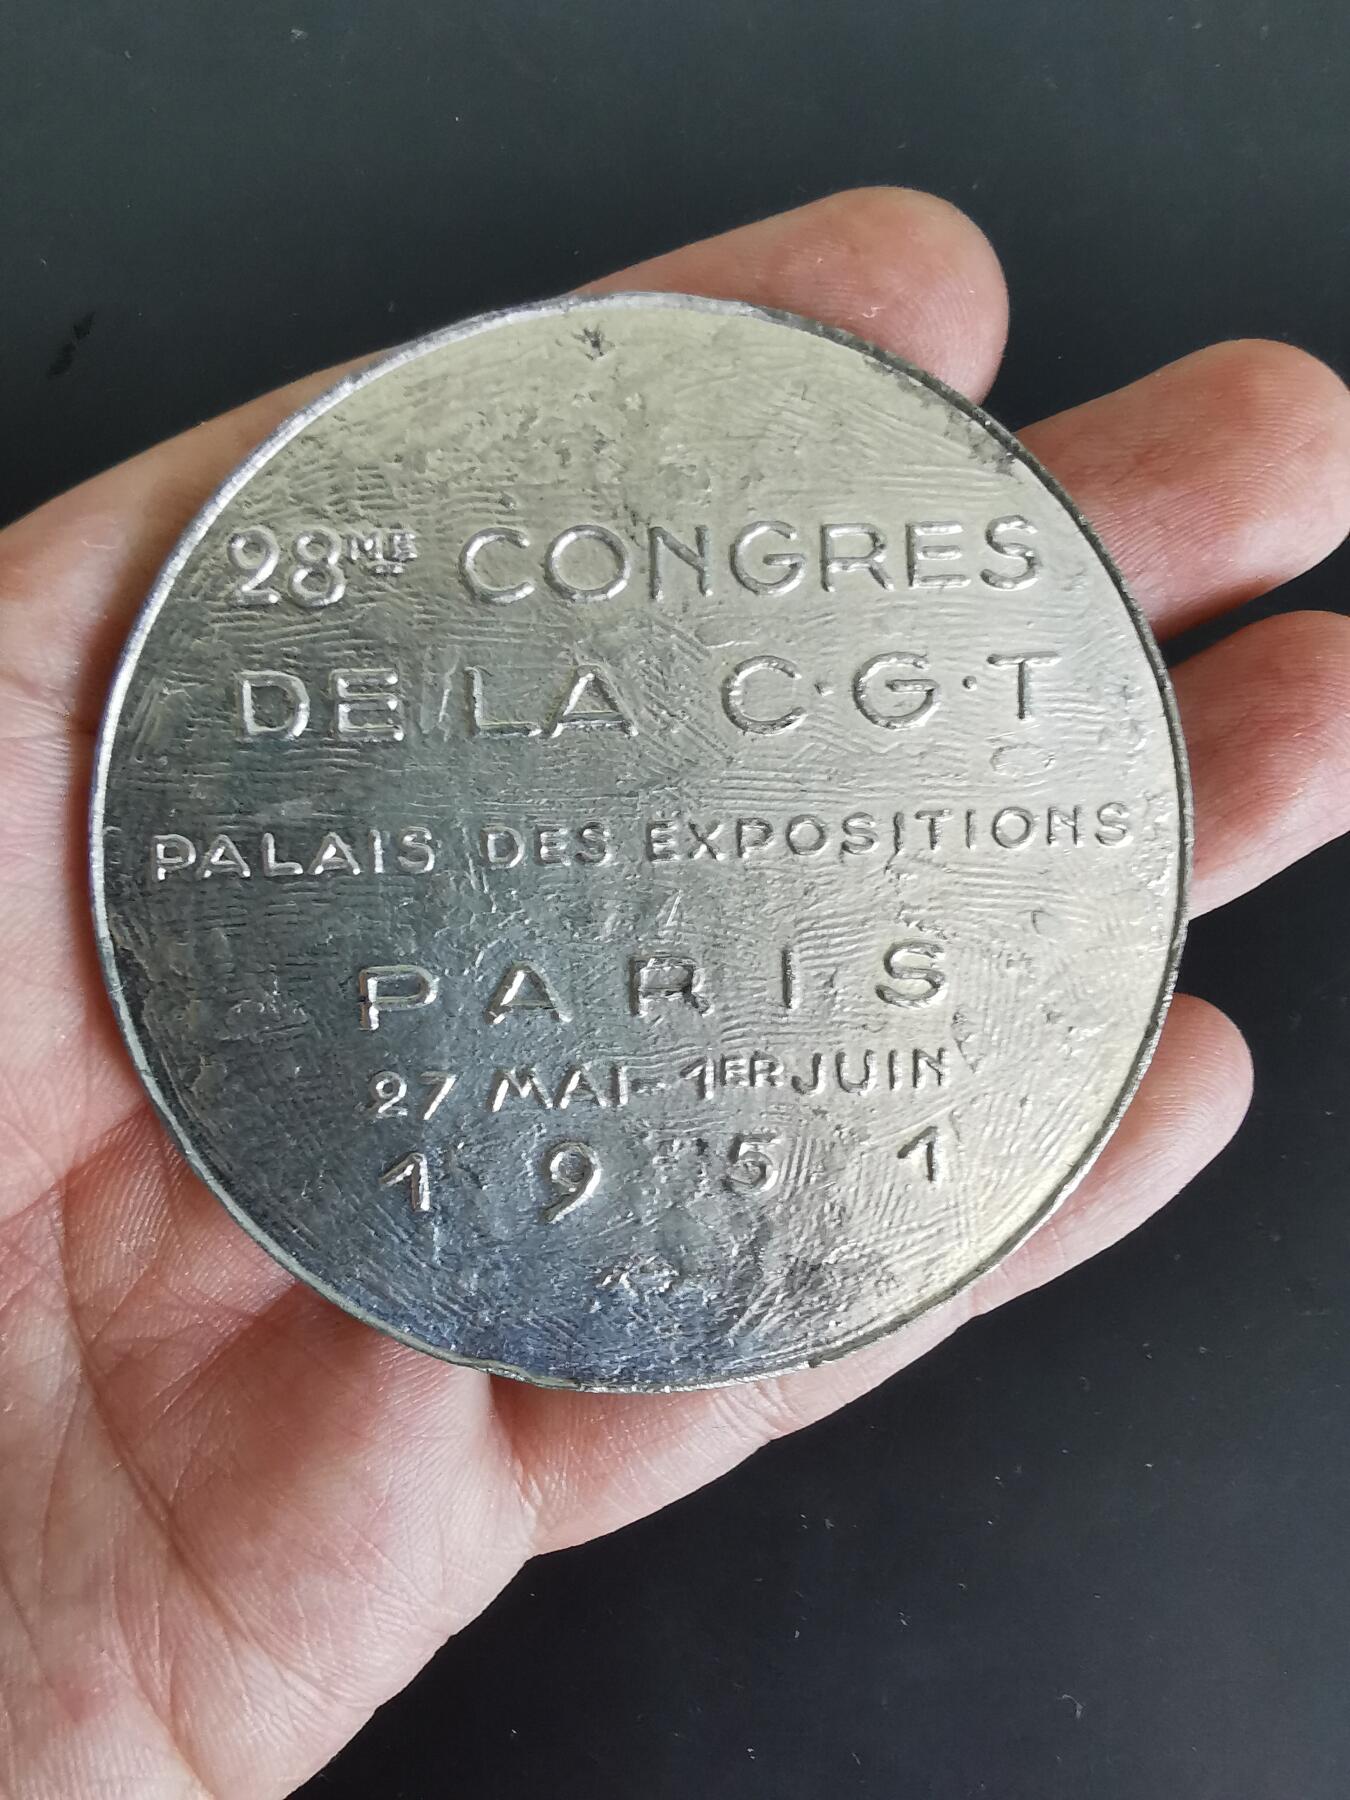 28ME CONGRES
DE LA C·G·T
PALAIS DES EXPOSITIONS
PARIS
27 MAI-1ER JUIN
1951